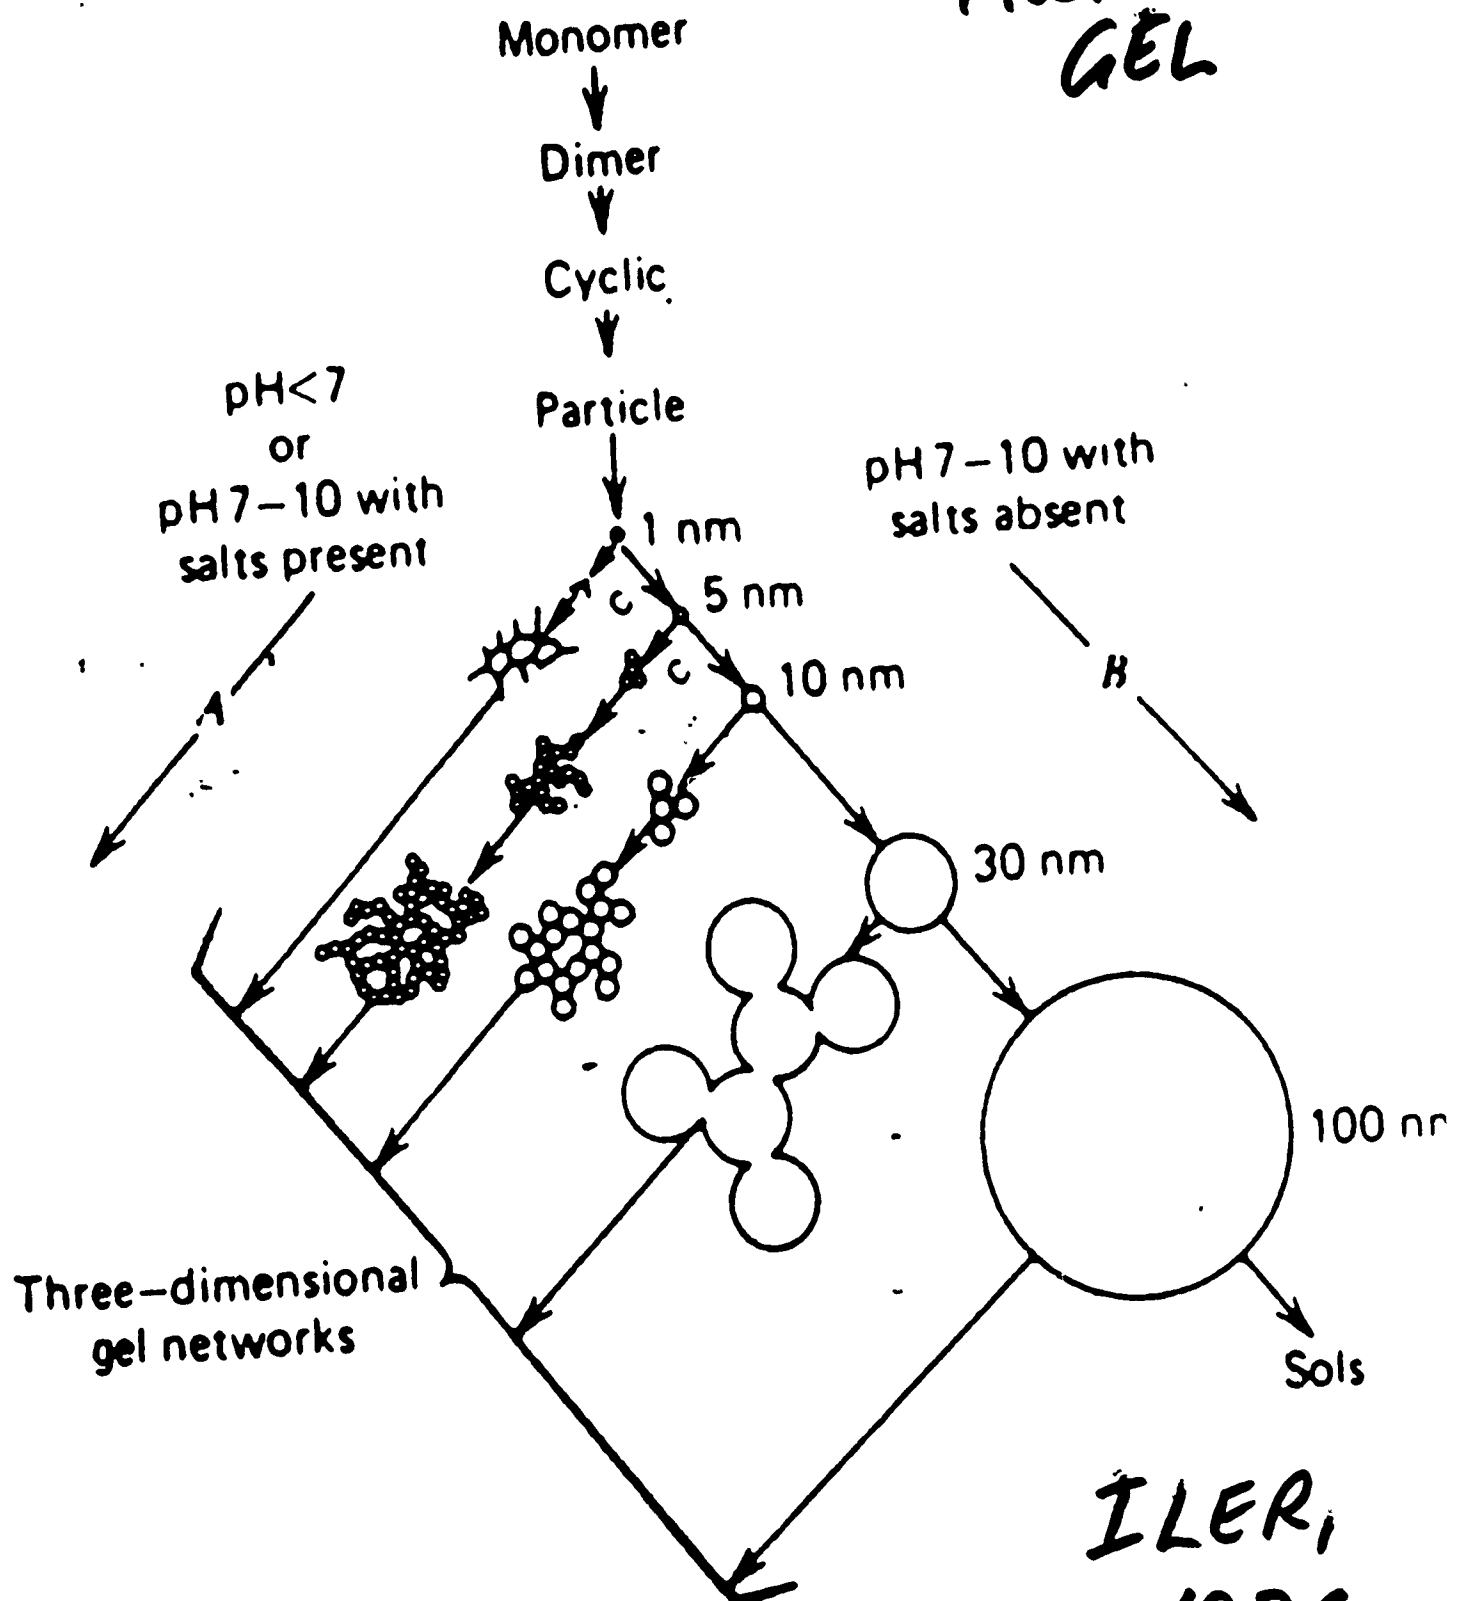 GEL
Monomer
Dimer
Cyclic
Particle
pH<7
or
pH 7–10 with
salts present
pH 7–10 with
salts absent
1 nm
C
5 nm
C
10 nm
A
B
30 nm
100
Three–dimensional
gel networks
Sols
ILER,